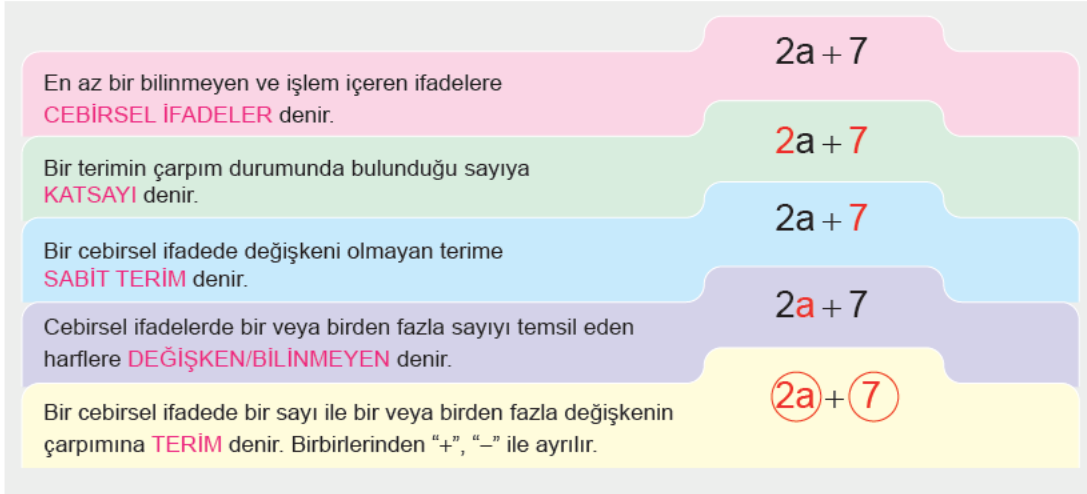 2a + 7
En az bir bilinmeyen ve işlem içeren ifadelere
CEBİRSEL İFADELER denir.
2a + 7
Bir terimin çarpım durumunda bulunduğu sayıya
KATSAYI denir.
2a + 7
Bir cebirsel ifadede değişkeni olmayan terime
SABİT TERİM denir.
2a + 7
Cebirsel ifadelerde bir veya birden fazla sayıyı temsil eden
harflere DEĞİŞKEN/BİLİNMEYEN denir.
2a + 7
Bir cebirsel ifadede bir sayı ile bir veya birden fazla değişkenin
çarpımına TERİM denir. Birbirlerinden “+”, “–” ile ayrılır.